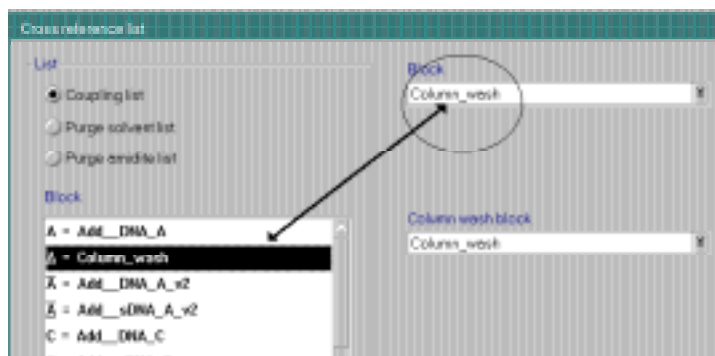 Cross reference list
List
Coupling list
Purge solvent list
Purge amidite list
Block
A = Add__DNA_A
A = Column_wash
A = Add__DNA_A_v2
A = Add__sDNA_A_v2
C = Add__DNA_C
Block
Column_wash
Column wash block
Column_wash